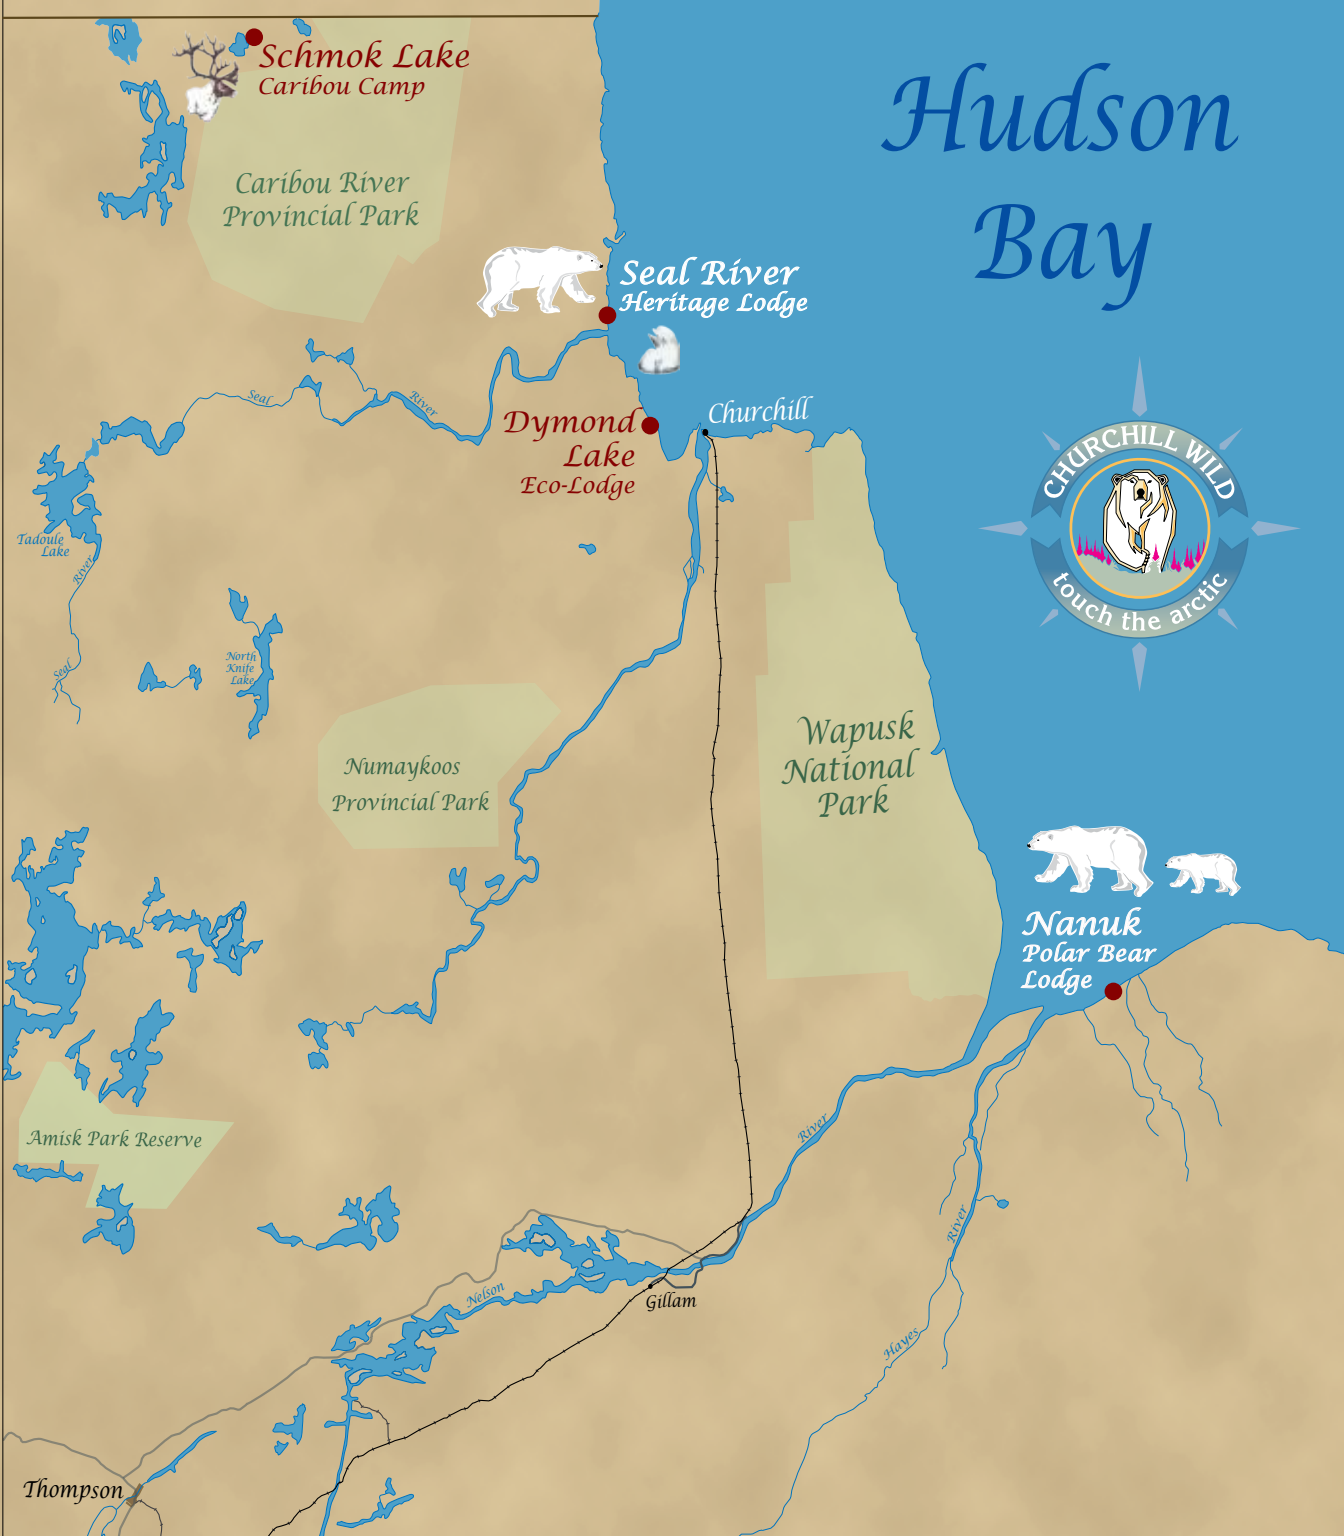 Schmok Lake
Caribou Camp
Hudson
Bay
Caribou River
Provincial Park
Seal River
Heritage Lodge
Seal
River
Dymond
Lake
Eco-Lodge
Churchill
CHURCHILL WILD
touch the arctic
Tadoule
Lake
River
Seal
North
Knife
Lake
Numaykoos
Provincial Park
Wapusk
National
Park
Nanuk
Polar Bear
Lodge
Amisk Park Reserve
River
River
Nelson
Gillam
Hayes
Thompson